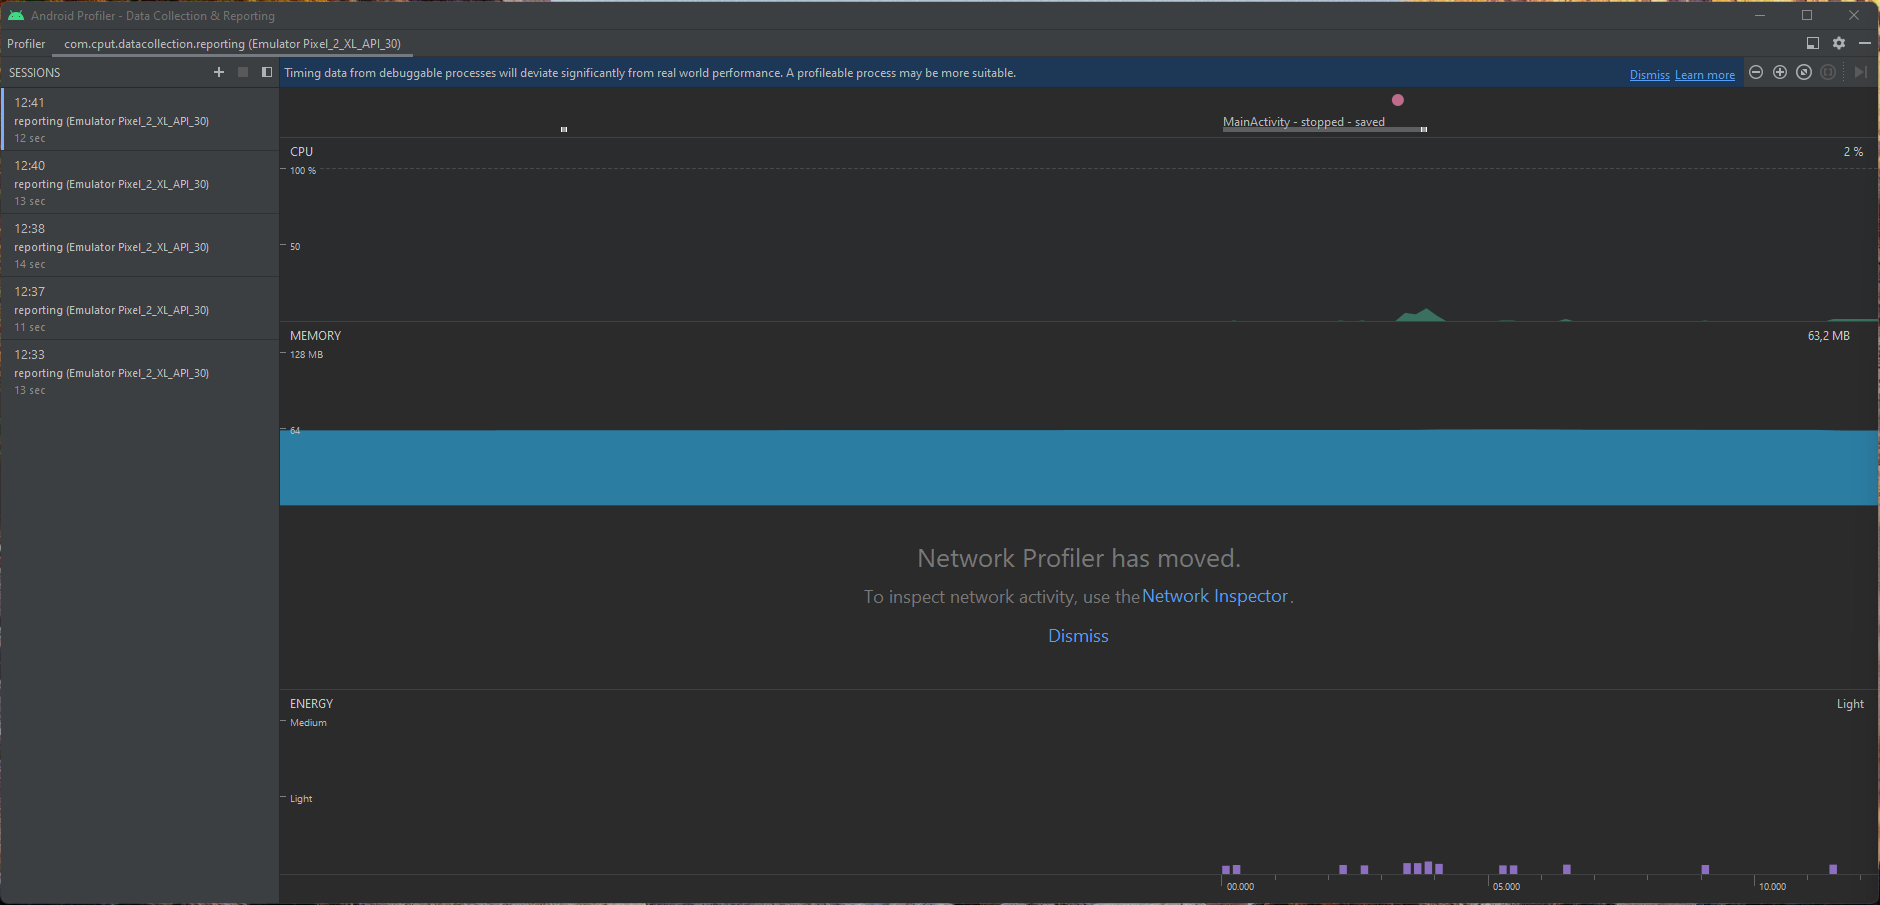 Android Profiler - Data Collection & Reporting
Profiler com.cput.datacollection.reporting (Emulator Pixel_2_XL_API_30)
SESSIONS
Timing data from debuggable processes will deviate significantly from real world performance. A profileable process may be more suitable.
Dismiss Learn more
12:41
reporting (Emulator Pixel_2_XL_API_30)
12 sec
12:40
reporting (Emulator Pixel_2_XL_API_30)
13 sec
12:38
reporting (Emulator Pixel_2_XL_API_30)
14 sec
12:37
reporting (Emulator Pixel_2_XL_API_30)
11 sec
12:33
reporting (Emulator Pixel_2_XL_API_30)
13 sec
MainActivity - stopped - saved
CPU 2 %
100 %
50
MEMORY 63,2 MB
128 MB
64
Network Profiler has moved.
To inspect network activity, use the Network Inspector.
Dismiss
ENERGY Light
Medium
Light
00.000 05.000 10.000